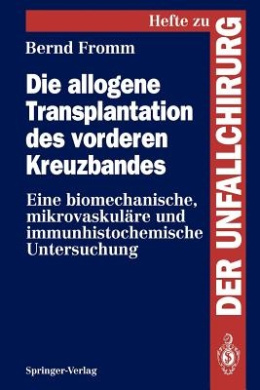 Hefte zu
DER UNFALLCHIRURG
Bernd Fromm
Die allogene
Transplantation
des vorderen
Kreuzbandes
Eine biomechanische,
mikrovaskuläre und
immunhistochemische
Untersuchung
Springer-Verlag